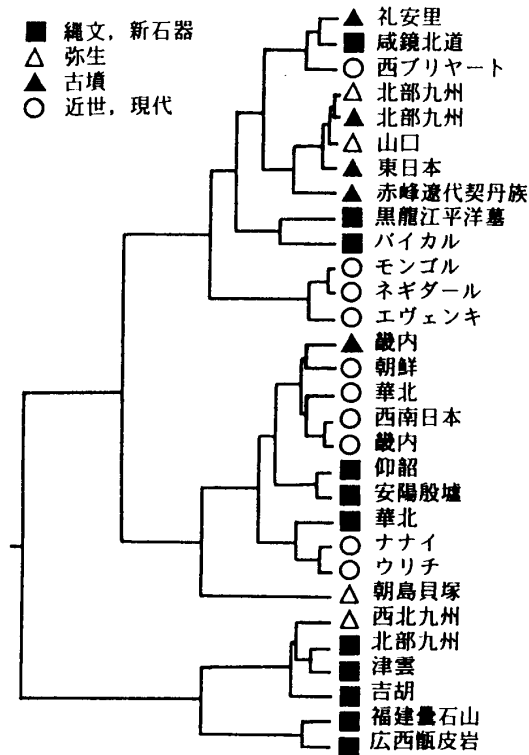 縄文，新石器
弥生
古墳
近世，現代
礼安里
咸鏡北道
西ブリヤート
北部九州
北部九州
山口
東日本
赤峰遼代契丹族
黒龍江平洋墓
バイカル
モンゴル
ネギダール
エヴェンキ
畿内
朝鮮
華北
西南日本
畿内
仰韶
安陽殷墟
華北
ナナイ
ウリチ
朝島貝塚
西北九州
北部九州
津雲
吉胡
福建曇石山
広西甑皮岩